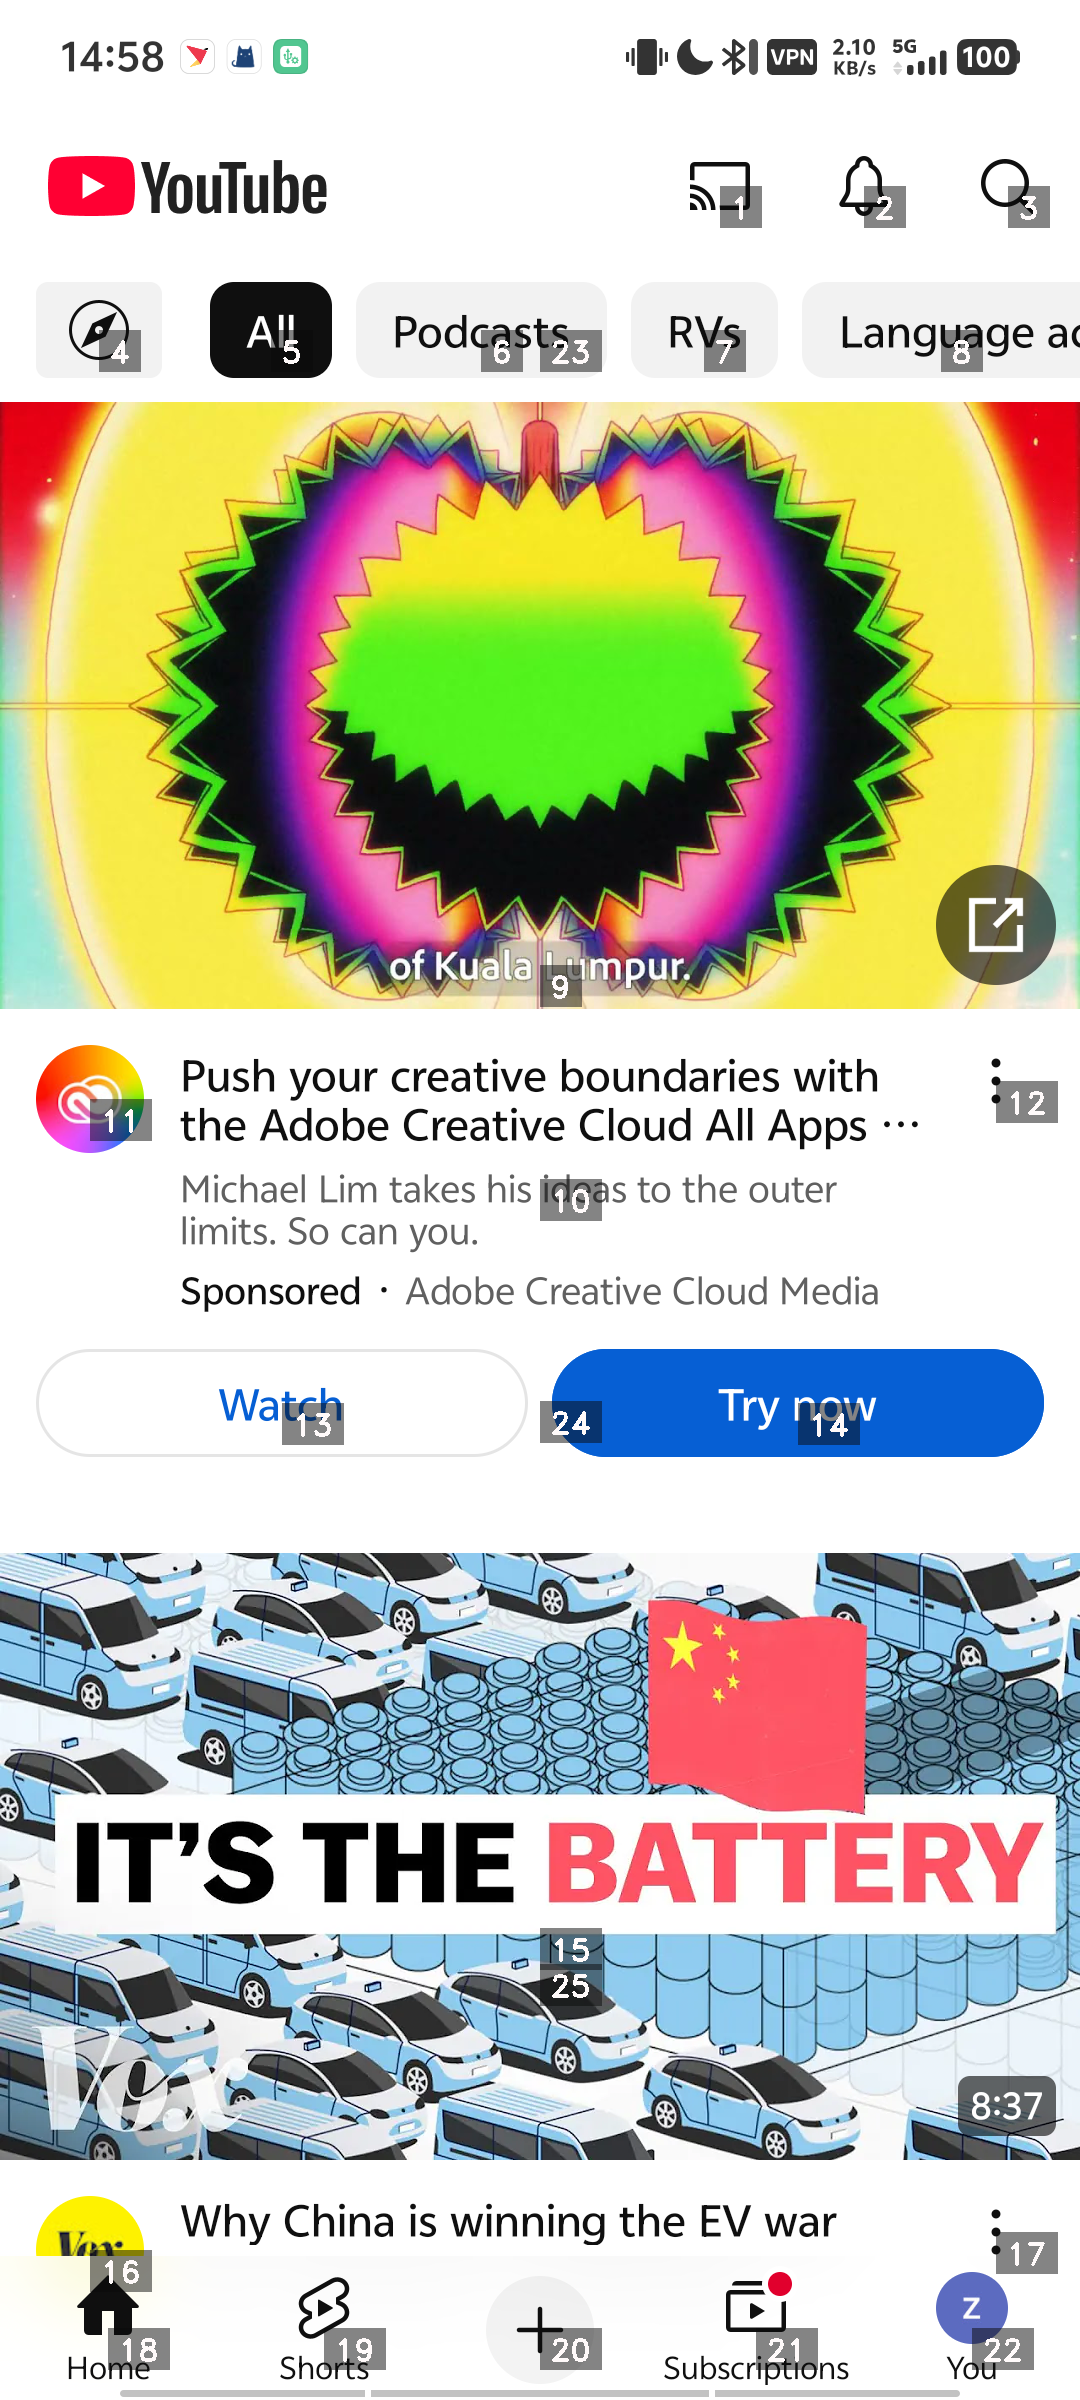 14:58
VPN
2.10
KB/s
5G
100
YouTube
1
2
3
4
All
5
Podcasts
6
23
RVs
7
Language ac
8
of Kuala Lumpur.
9
Push your creative boundaries with
the Adobe Creative Cloud All Apps ...
11
12
Michael Lim takes his ideas to the outer
limits. So can you.
10
Sponsored · Adobe Creative Cloud Media
Watch
13
24
Try now
14
IT'S THE BATTERY
15
25
Vox
8:37
Vox
Why China is winning the EV war
16
17
Z
Home
18
Shorts
19
20
Subscriptions
21
You
22